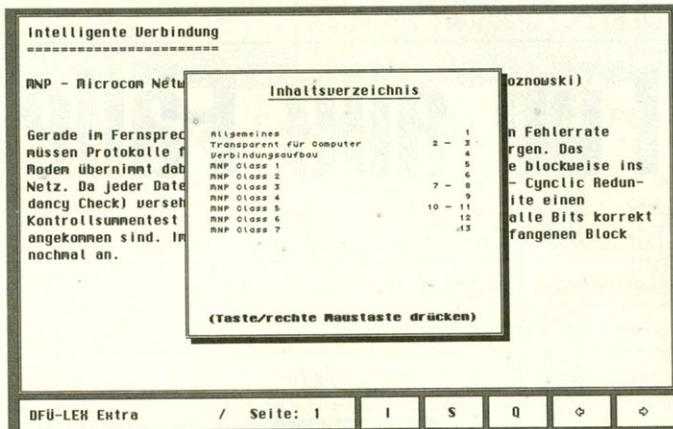 Intelligente Verbindung
=======================
MNP - Microcom Netw oznowski)
Inhaltsverzeichnis
Allgemeines 1
Transparent für Computer 2 - 3
Verbindungsaufbau 4
MNP Class 1 5
MNP Class 2 6
MNP Class 3 7 - 8
MNP Class 4 9
MNP Class 5 10 - 11
MNP Class 6 12
MNP Class 7 13
(Taste/rechte Maustaste drücken)
Gerade im Fernsprec n Fehlerrate
müssen Protokolle f rgen. Das
Modem übernimmt dab e blockweise ins
Netz. Da jeder Date - Cynclic Redun-
dancy Check) verseh ite einen
Kontrollsummentest alle Bits korrekt
angekommen sind. Im fangenen Block
nochmal an.
DFÜ-LEX Extra / Seite: 1 I S Q ⇦ ⇨